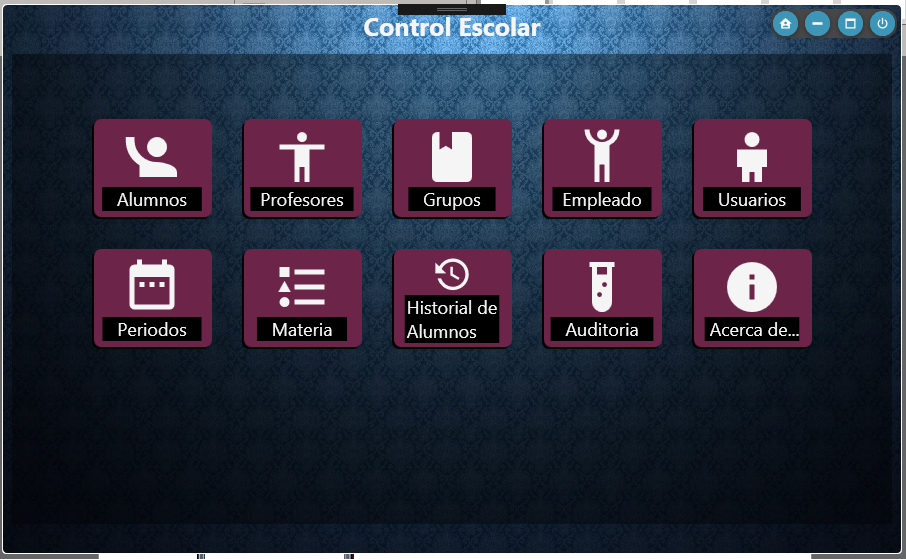 Control Escolar
Alumnos
Profesores
Grupos
Empleado
Usuarios
Periodos
Materia
Historial de
Alumnos
Auditoria
Acerca de...